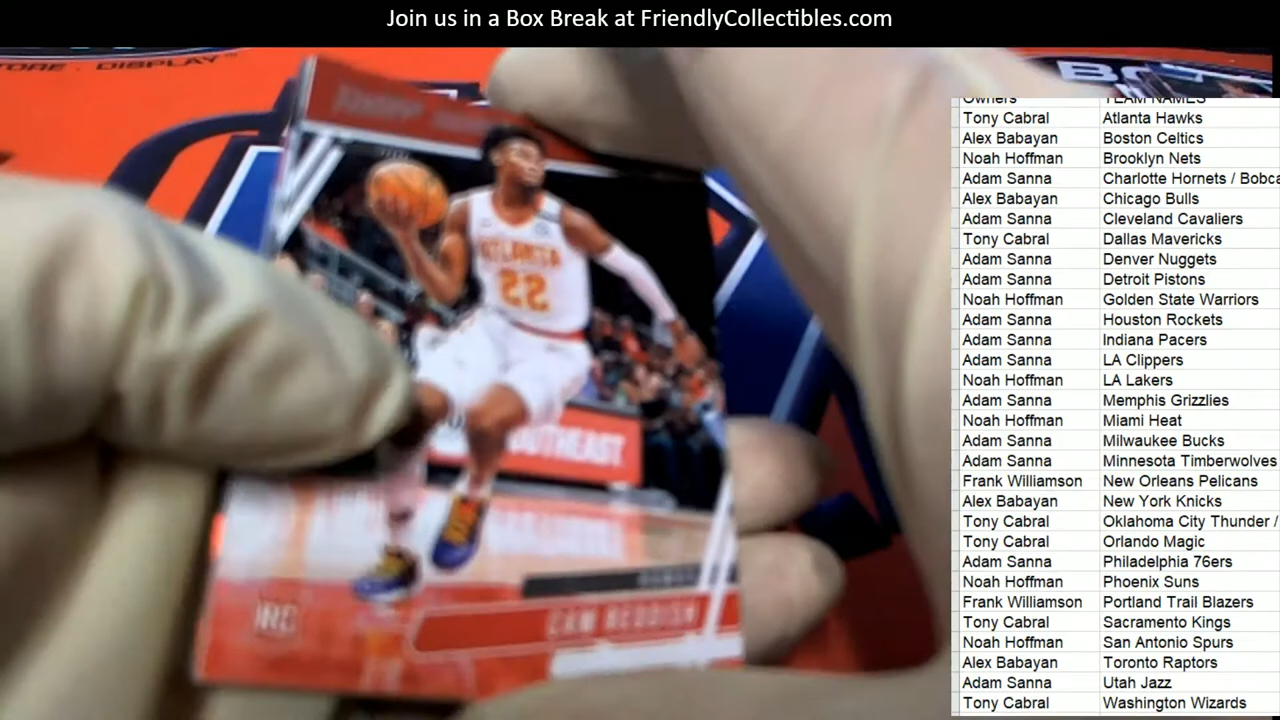 Join us in a Box Break at FriendlyCollectibles.com
TORE · DISPLAY™
Owners TEAM NAMES
Tony Cabral Atlanta Hawks
Alex Babayan Boston Celtics
Noah Hoffman Brooklyn Nets
Adam Sanna Charlotte Hornets / Bobca
Alex Babayan Chicago Bulls
Adam Sanna Cleveland Cavaliers
Tony Cabral Dallas Mavericks
Adam Sanna Denver Nuggets
Adam Sanna Detroit Pistons
Noah Hoffman Golden State Warriors
Adam Sanna Houston Rockets
Adam Sanna Indiana Pacers
Adam Sanna LA Clippers
Noah Hoffman LA Lakers
Adam Sanna Memphis Grizzlies
Noah Hoffman Miami Heat
Adam Sanna Milwaukee Bucks
Adam Sanna Minnesota Timberwolves
Frank Williamson New Orleans Pelicans
Alex Babayan New York Knicks
Tony Cabral Oklahoma City Thunder /
Tony Cabral Orlando Magic
Adam Sanna Philadelphia 76ers
Noah Hoffman Phoenix Suns
Frank Williamson Portland Trail Blazers
Tony Cabral Sacramento Kings
Noah Hoffman San Antonio Spurs
Alex Babayan Toronto Raptors
Adam Sanna Utah Jazz
Tony Cabral Washington Wizards
ATLANTA
22
OUTHEAST
HAWKS
RC
CAM REDDISH